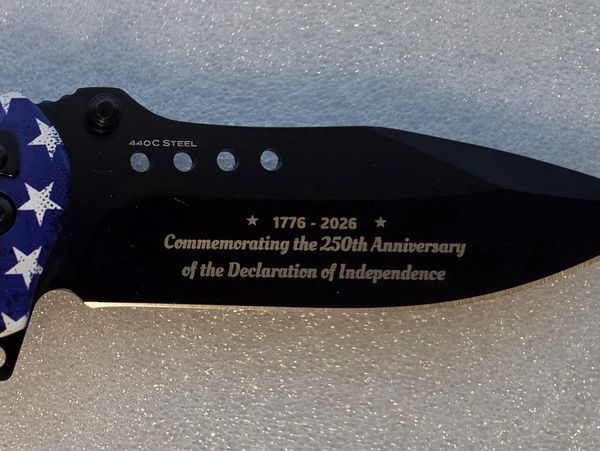 440C STEEL
★ 1776 - 2026 ★
Commemorating the 250th Anniversary
of the Declaration of Independence